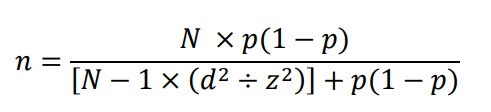 n = N × p(1 − p) / [N − 1 × (d² ÷ z²)] + p(1 − p)